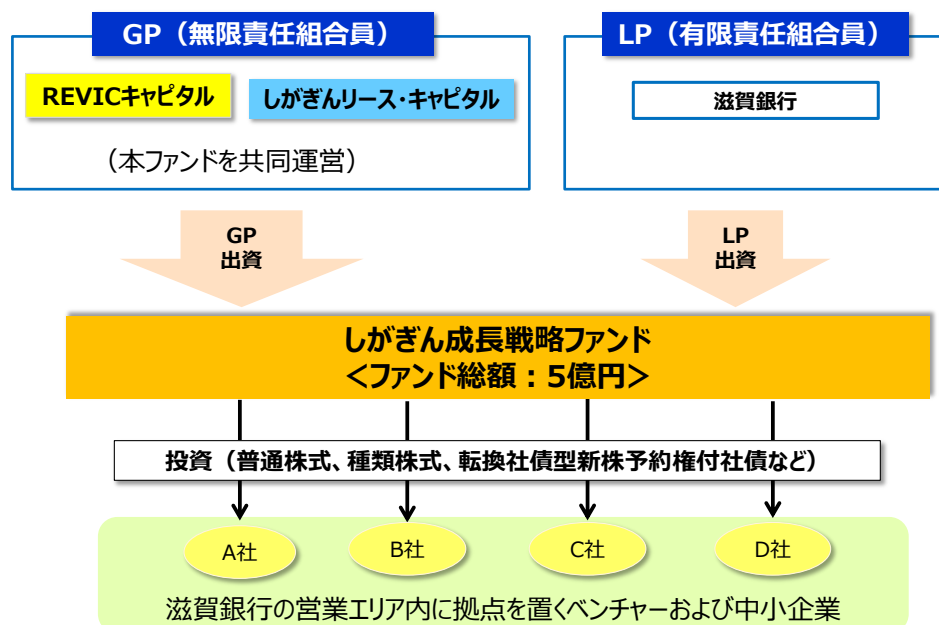 GP（無限責任組合員）
LP（有限責任組合員）
REVICキャピタル
しがぎんリース・キャピタル
（本ファンドを共同運営）
滋賀銀行
GP
出資
LP
出資
しがぎん成長戦略ファンド
＜ファンド総額：5億円＞
投資（普通株式、種類株式、転換社債型新株予約権付社債など）
A社
B社
C社
D社
滋賀銀行の営業エリア内に拠点を置くベンチャーおよび中小企業